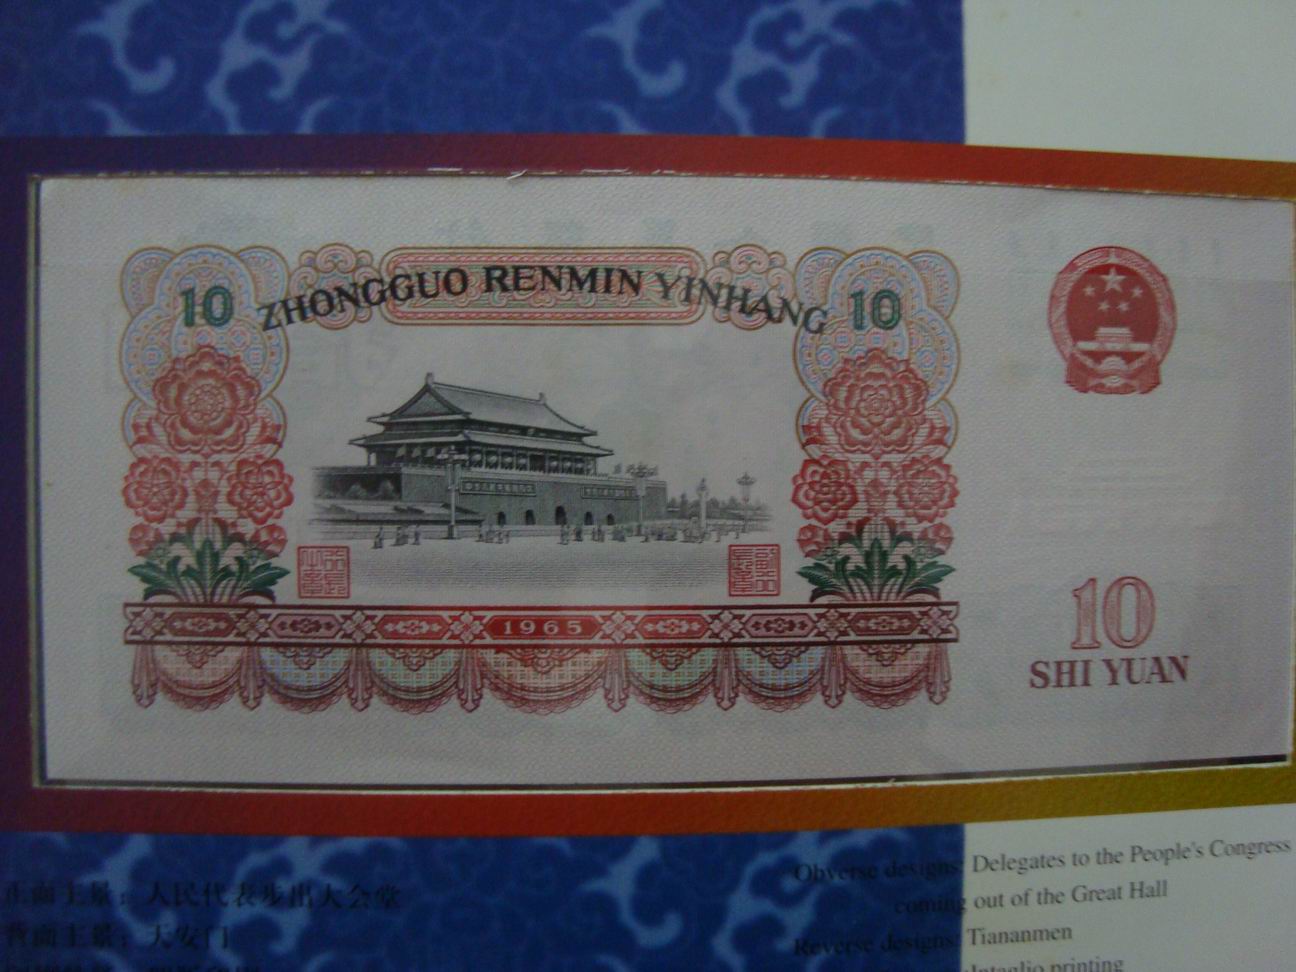 ZHONGGUO RENMIN YINHANG
10
10
1965
10
SHI YUAN
正面主景：人民代表步出大会堂
背面主景：天安门
Obverse designs: Delegates to the People's Congress
coming out of the Great Hall
Reverse designs: Tiananmen
Intaglio printing